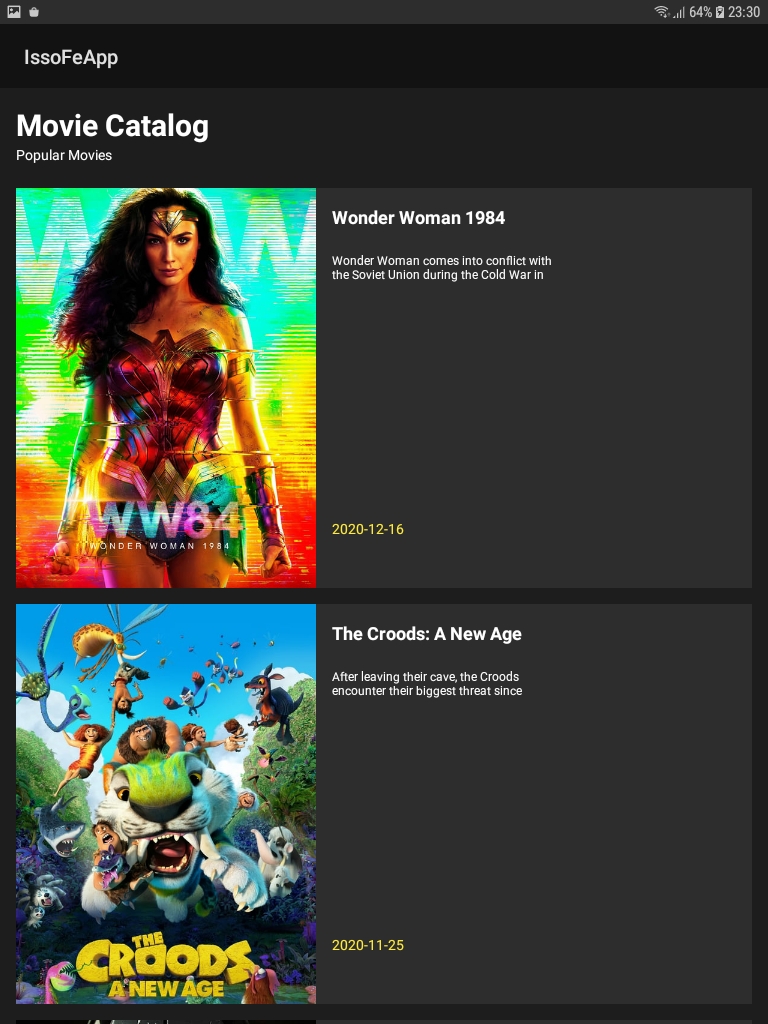 64% 23:30
IssoFeApp
Movie Catalog
Popular Movies
WW
Wonder Woman 1984
Wonder Woman comes into conflict with
the Soviet Union during the Cold War in
WW84
WONDER WOMAN 1984
2020-12-16
The Croods: A New Age
After leaving their cave, the Croods
encounter their biggest threat since
THE
CROODS
A NEW AGE
2020-11-25